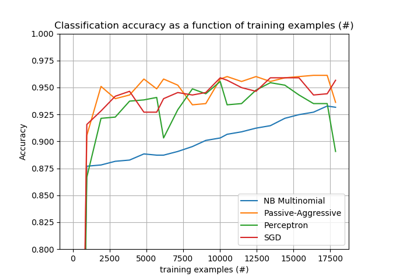 Classification accuracy as a function of training examples (#)
1.000
0.975
0.950
0.925
0.900
0.875
0.850
0.825
0.800
Accuracy
NB Multinomial
Passive-Aggressive
Perceptron
SGD
0 2500 5000 7500 10000 12500 15000 17500
training examples (#)